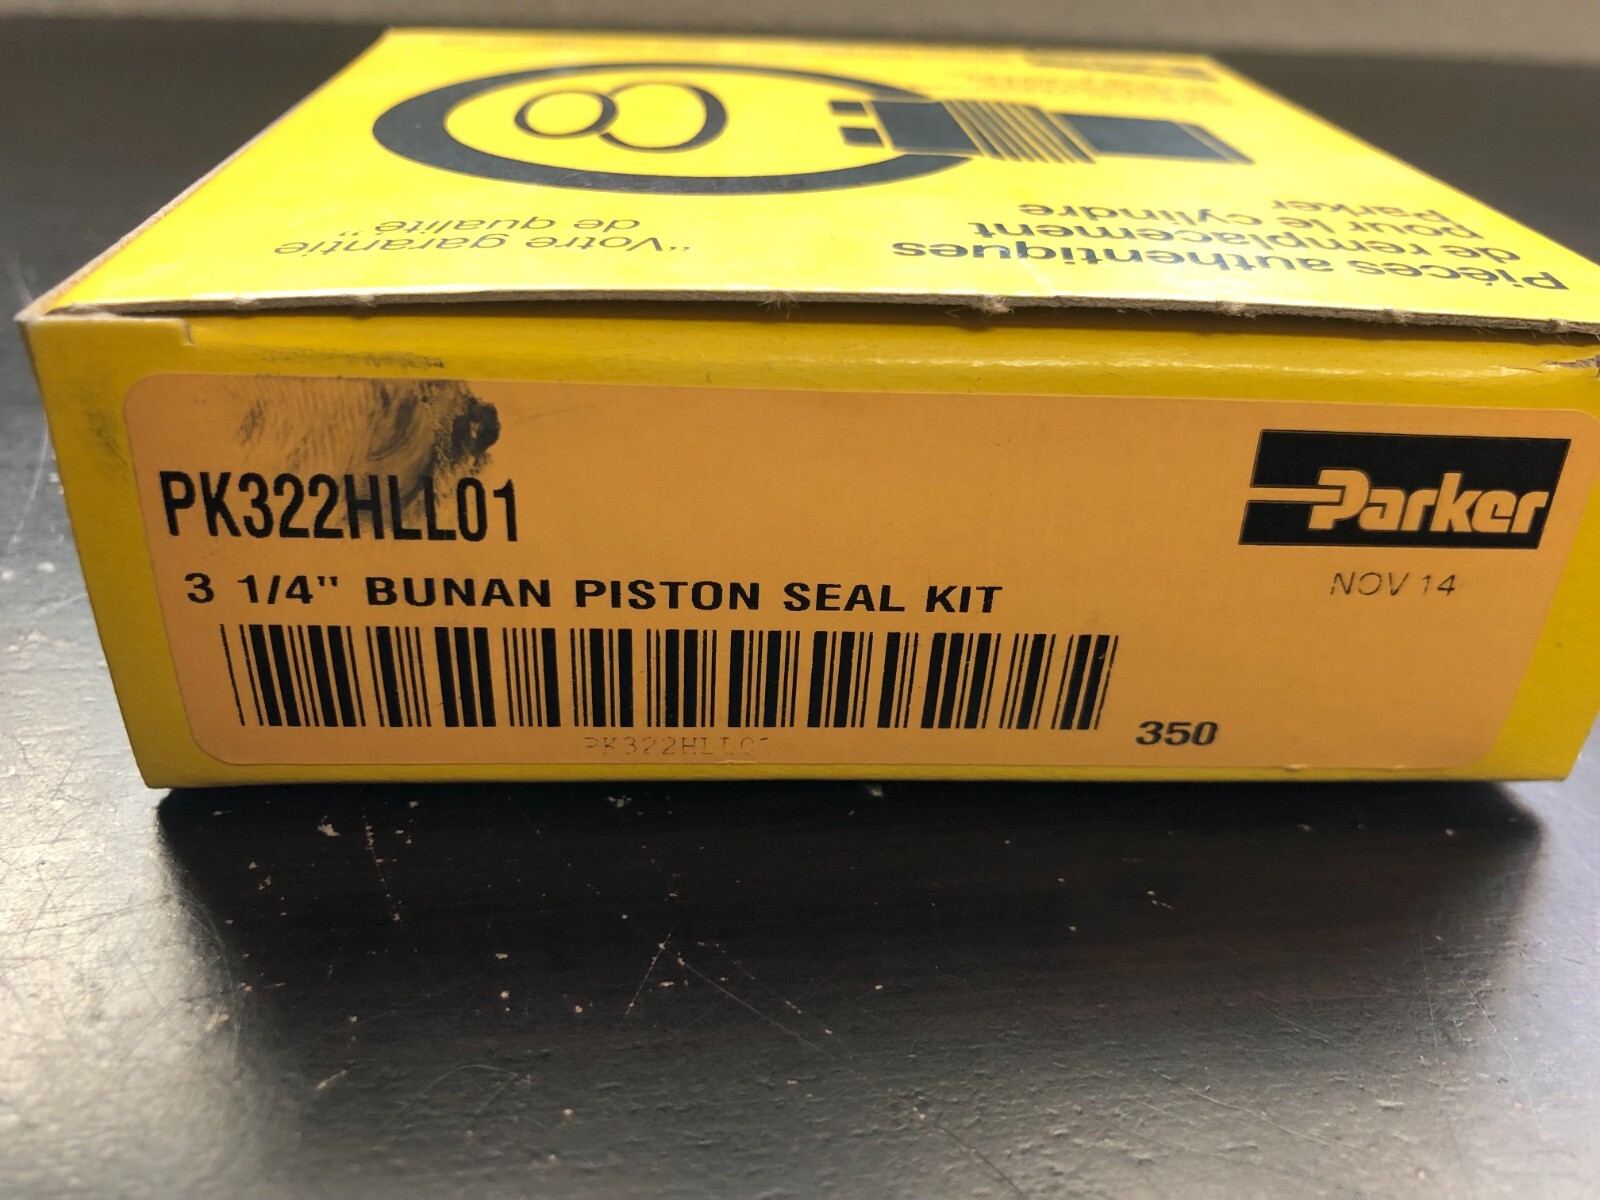 Pièces authentiques
de remplacement
pour le cylindre
Parker
"Votre garantie
de qualité"
PK322HLL01
3 1/4" BUNAN PISTON SEAL KIT
Parker
NOV 14
350